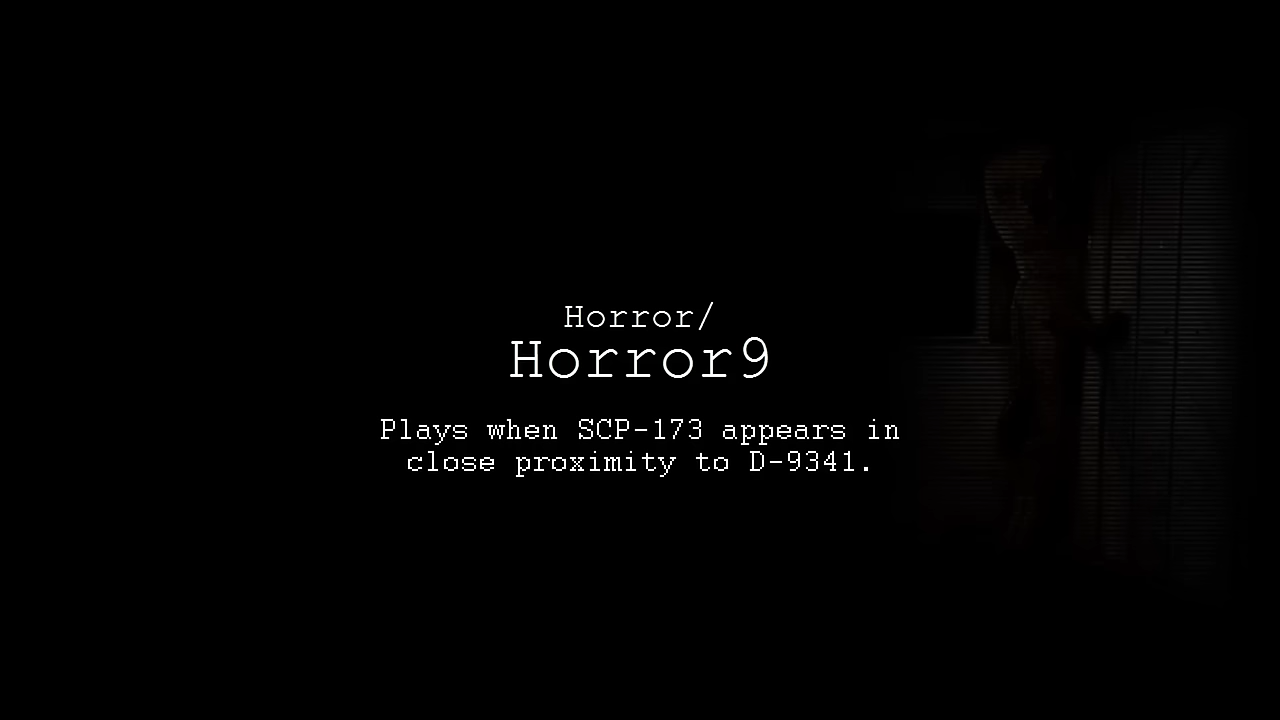 Horror/
Horror9
Plays when SCP-173 appears in
close proximity to D-9341.